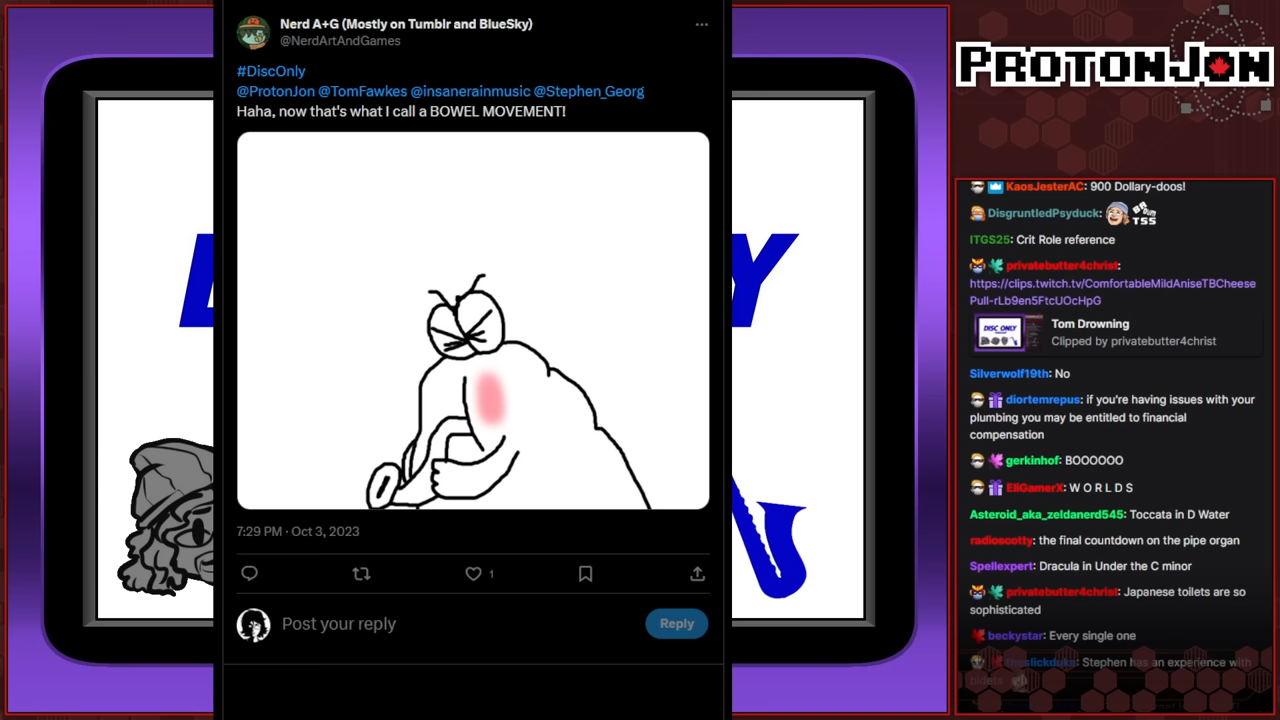 Nerd A+G (Mostly on Tumblr and BlueSky)
@NerdArtAndGames
#DiscOnly
@ProtonJon @TomFawkes @insanerainmusic @Stephen_Georg
Haha, now that's what I call a BOWEL MOVEMENT!
7:29 PM · Oct 3, 2023
1
Post your reply
Reply
Y
PROTONJON
KaosJesterAC: 900 Dollary-doos!
DisgruntledPsyduck:
TSS
ITGS25: Crit Role reference
privatebutter4christ:
https://clips.twitch.tv/ComfortableMildAniseTBCheese
Pull-rLb9en5FtcUOcHpG
DISC ONLY
Tom Drowning
Clipped by privatebutter4christ
Silverwolf19th: No
diortemrepus: if you're having issues with your
plumbing you may be entitled to financial
compensation
gerkinhof: BOOOOOO
EliGamerX: W O R L D S
Asteroid_aka_zeldanerd545: Toccata in D Water
radioscotty: the final countdown on the pipe organ
Spellexpert: Dracula in Under the C minor
privatebutter4christ: Japanese toilets are so
sophisticated
beckystar: Every single one
Stephen has an experience with
bidets